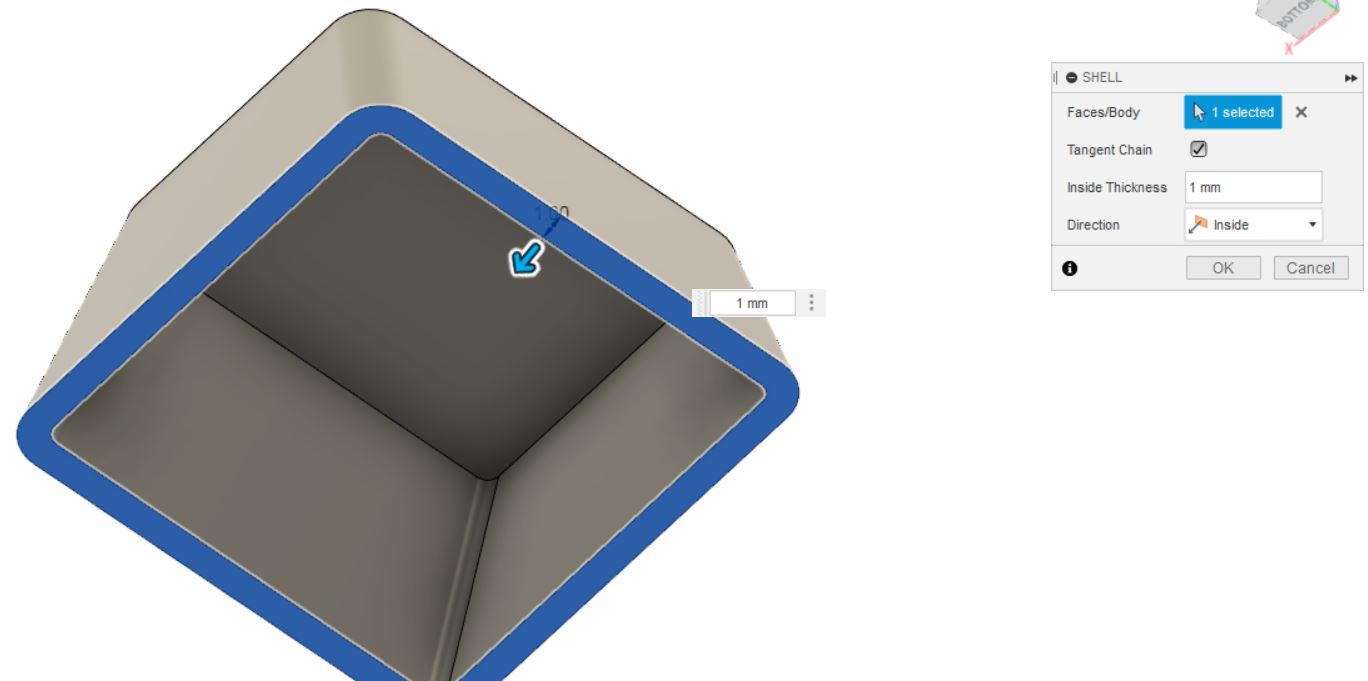 BOTTOM
X
SHELL
Faces/Body 1 selected
Tangent Chain
Inside Thickness 1 mm
Direction Inside
OK Cancel
1.00
1 mm